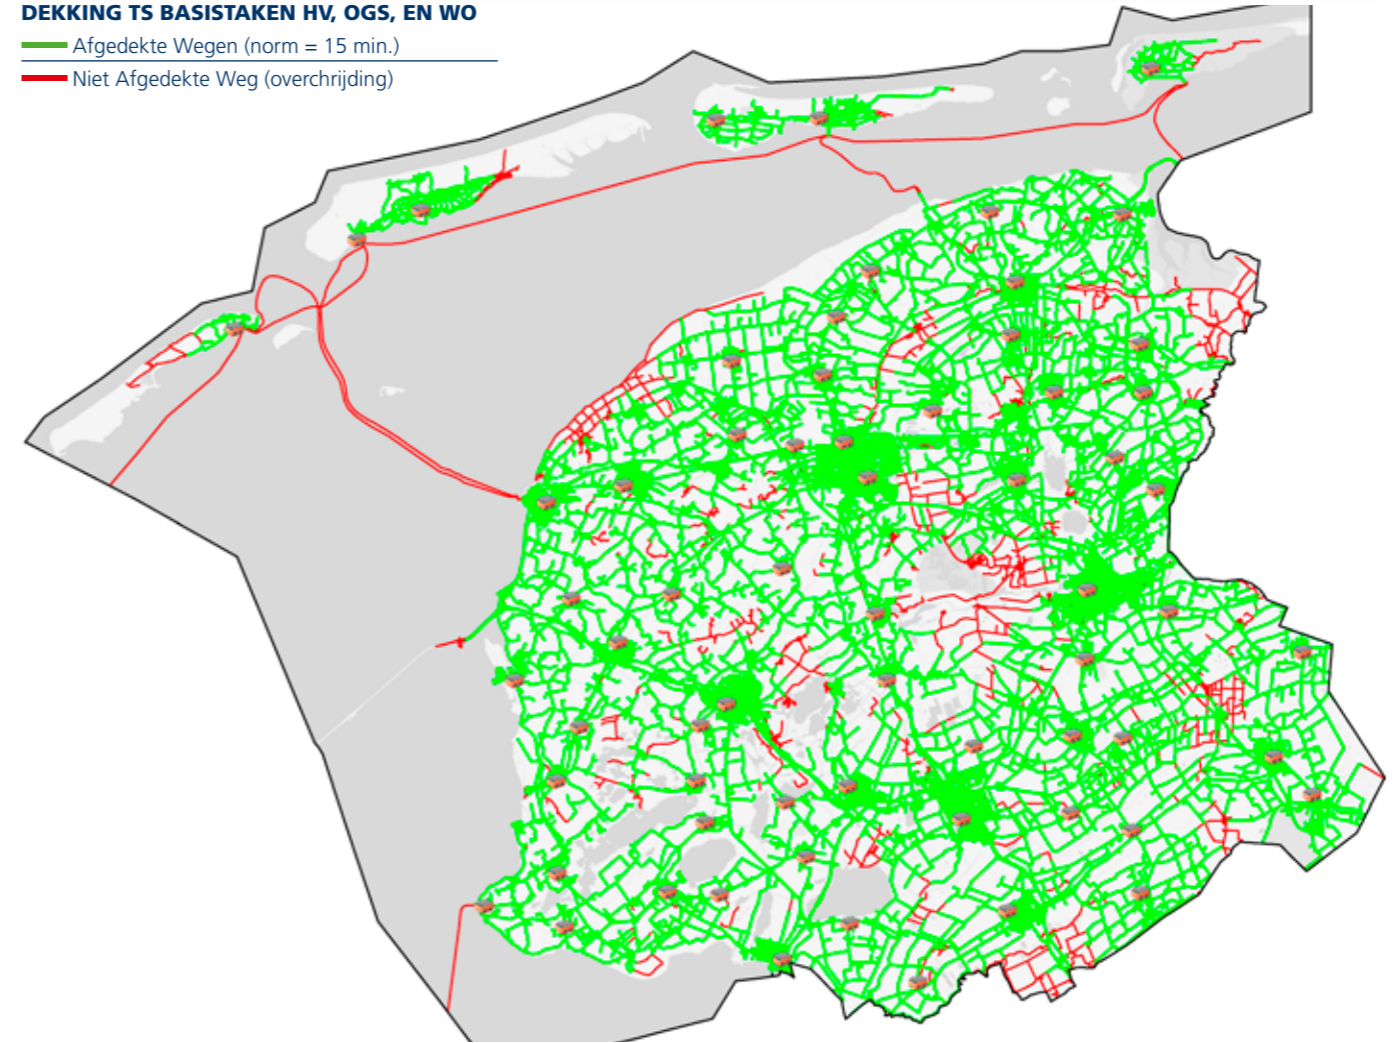 DEKKING TS BASISTAKEN HV, OGS, EN WO
Afgedekte Wegen (norm = 15 min.)
Niet Afgedekte Weg (overchrijding)